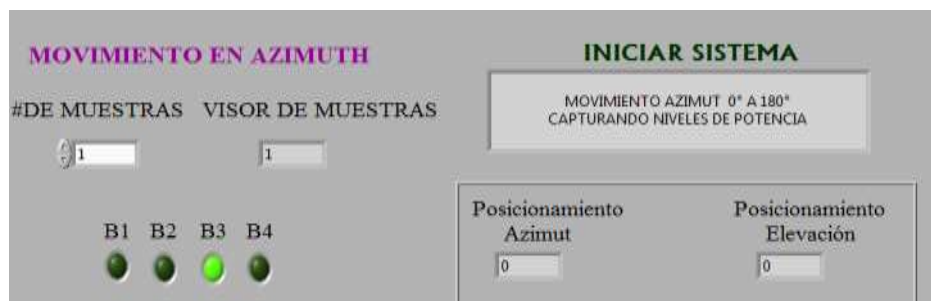 MOVIMIENTO EN AZIMUTH
#DE MUESTRAS VISOR DE MUESTRAS
1 1
B1 B2 B3 B4
INICIAR SISTEMA
MOVIMIENTO AZIMUT 0° A 180°
CAPTURANDO NIVELES DE POTENCIA
Posicionamiento Azimut
0
Posicionamiento Elevación
0